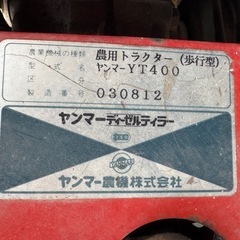 農業機械の種類 農用トラクター(歩行型)
型式 ヤンマーYT400
区分
製造番号 030812
ヤンマーディーゼルティラー
ヤンマー農機株式会社